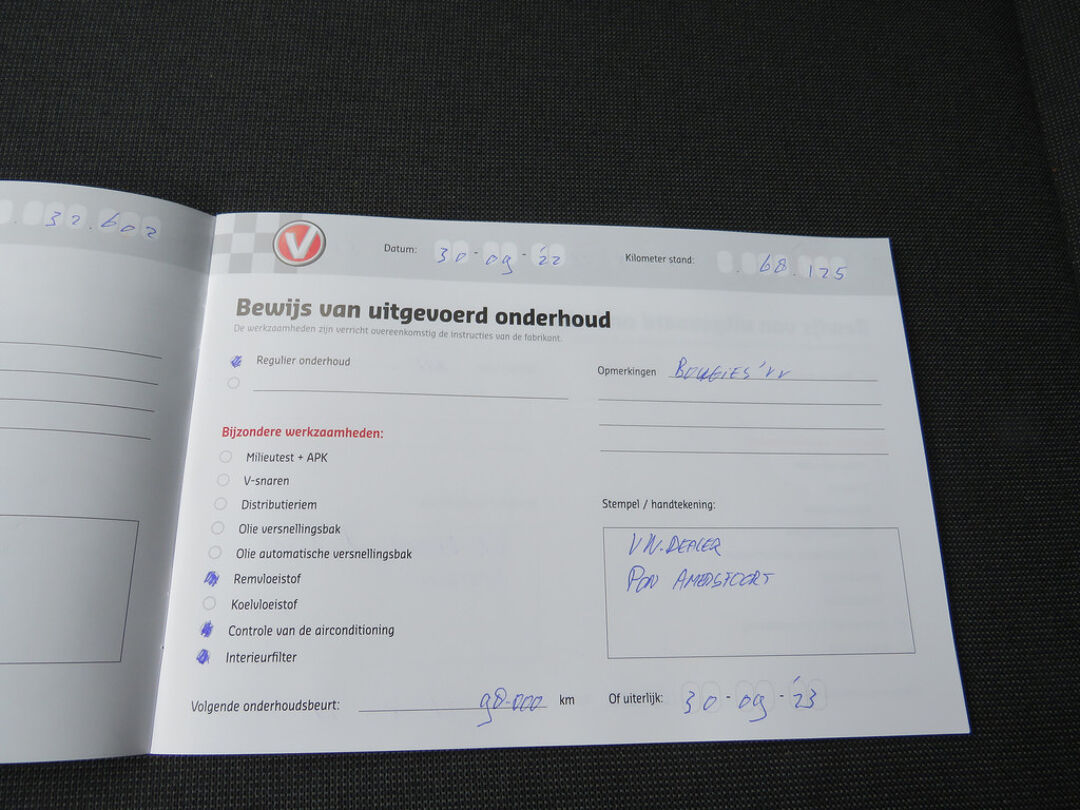 32.602
V
Datum: 30-09-'22
Kilometer stand: 68.125
Bewijs van uitgevoerd onderhoud
De werkzaamheden zijn verricht overeenkomstig de instructies van de fabrikant.
Regulier onderhoud
Opmerkingen BOUGIES VV
Bijzondere werkzaamheden:
Milieutest + APK
V-snaren
Distributieriem
Olie versnellingsbak
Olie automatische versnellingsbak
Remvloeistof
Koelvloeistof
Controle van de airconditioning
Interieurfilter
Stempel / handtekening:
VW.DEALER
PON AMERSFOORT
Volgende onderhoudsbeurt: 98.000 km
Of uiterlijk: 30-09-'23